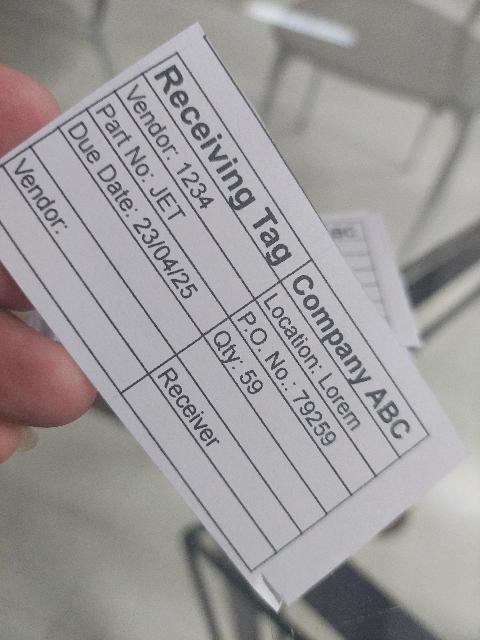 Receiving Tag Company ABC
Vendor: 1234 Location: Lorem
Part No: JET P.O. No.: 79259
Due Date: 23/04/25 Qty: 59
Vendor: Receiver